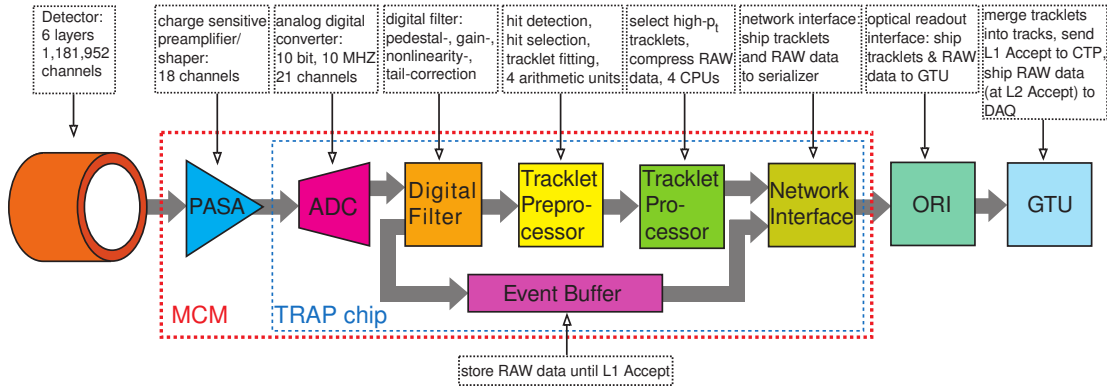 Detector:
6 layers
1,181,952
channels
charge sensitive
preamplifier/
shaper:
18 channels
analog digital
converter:
10 bit, 10 MHZ
21 channels
digital filter:
pedestal-, gain-,
nonlinearity-,
tail-correction
hit detection,
hit selection,
tracklet fitting,
4 arithmetic units
select high-pt
tracklets,
compress RAW
data, 4 CPUs
network interface:
ship tracklets
and RAW data
to serializer
optical readout
interface: ship
tracklets & RAW
data to GTU
merge tracklets
into tracks, send
L1 Accept to CTP,
ship RAW data
(at L2 Accept) to
DAQ
PASA
ADC
Digital
Filter
Tracklet
Prepro-
cessor
Tracklet
Pro-
cessor
Network
Interface
ORI
GTU
Event Buffer
MCM
TRAP chip
store RAW data until L1 Accept